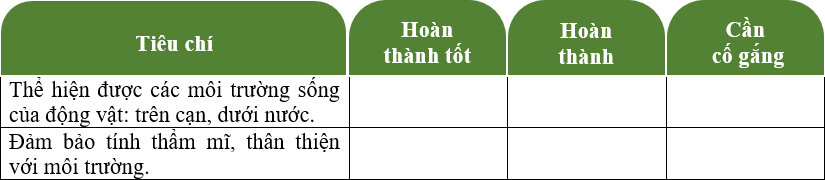 Tiêu chí
Hoàn
thành tốt
Hoàn
thành
Cần
cố gắng
Thể hiện được các môi trường sống
của động vật: trên cạn, dưới nước.
Đảm bảo tính thẩm mĩ, thân thiện
với môi trường.